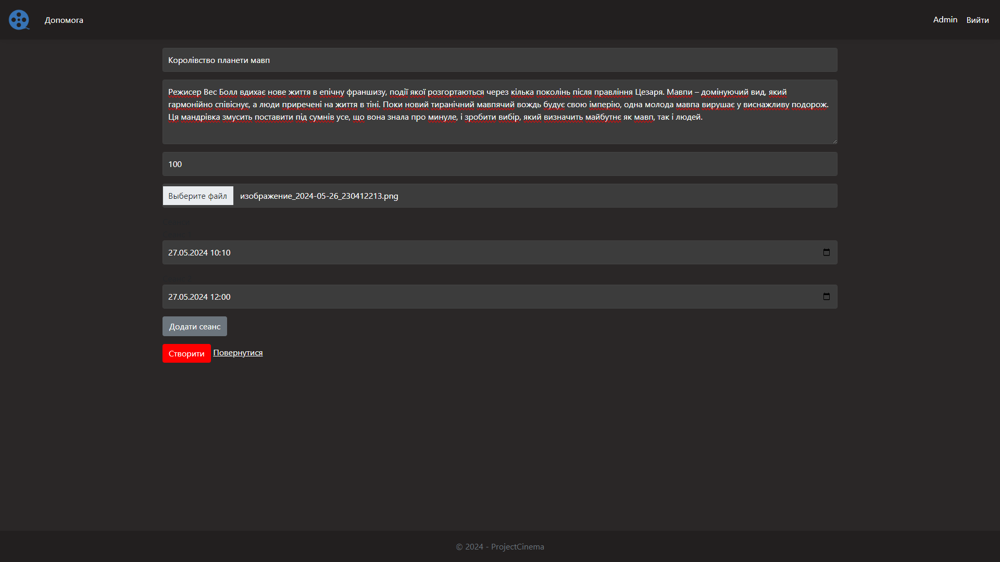 Допомога
Admin Вийти
Королівство планети мавп
Режисер Вес Болл вдихає нове життя в епічну франшизу, події якої розгортаються через кілька поколінь після правління Цезаря. Мавпи – домінуючий вид, який
гармонійно співіснує, а люди приречені на життя в тіні. Поки новий тиранічний мавпячий вождь будує свою імперію, одна молода мавпа вирушає у виснажливу подорож.
Ця мандрівка змусить поставити під сумнів усе, що вона знала про минуле, і зробити вибір, який визначить майбутнє як мавп, так і людей.
100
Выберите файл изображение_2024-05-26_230412213.png
27.05.2024 10:10
27.05.2024 12:00
Додати сеанс
Створити Повернутися
© 2024 - ProjectCinema